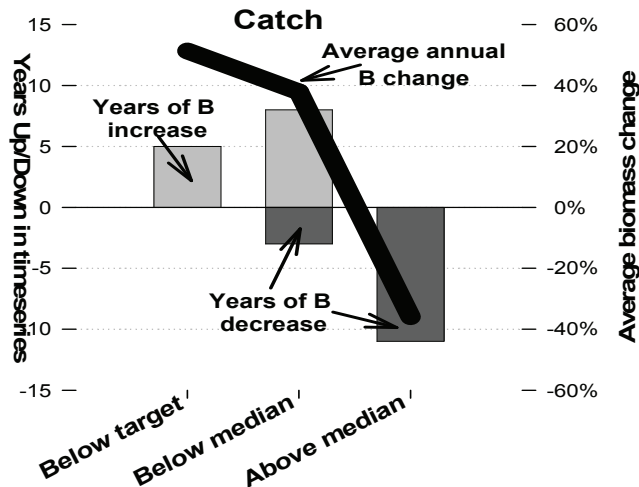 Catch
15
10
5
0
-5
-10
-15
Years Up/Down in timeseries
60%
40%
20%
0%
-20%
-40%
-60%
Average biomass change
Average annual
B change
Years of B
increase
Years of B
decrease
Below target
Below median
Above median